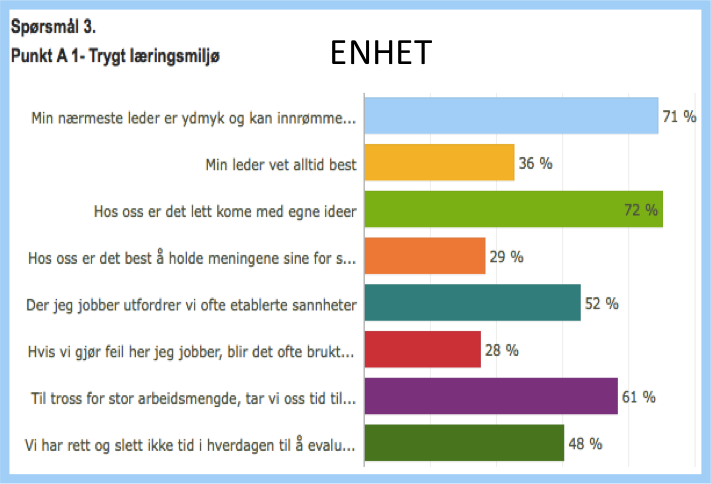 Spørsmål 3.
Punkt A 1- Trygt læringsmiljø
ENHET
Min nærmeste leder er ydmyk og kan innrømme... 71 %
Min leder vet alltid best 36 %
Hos oss er det lett kome med egne ideer 72 %
Hos oss er det best å holde meningene sine for s... 29 %
Der jeg jobber utfordrer vi ofte etablerte sannheter 52 %
Hvis vi gjør feil her jeg jobber, blir det ofte brukt... 28 %
Til tross for stor arbeidsmengde, tar vi oss tid til... 61 %
Vi har rett og slett ikke tid i hverdagen til å evalu... 48 %